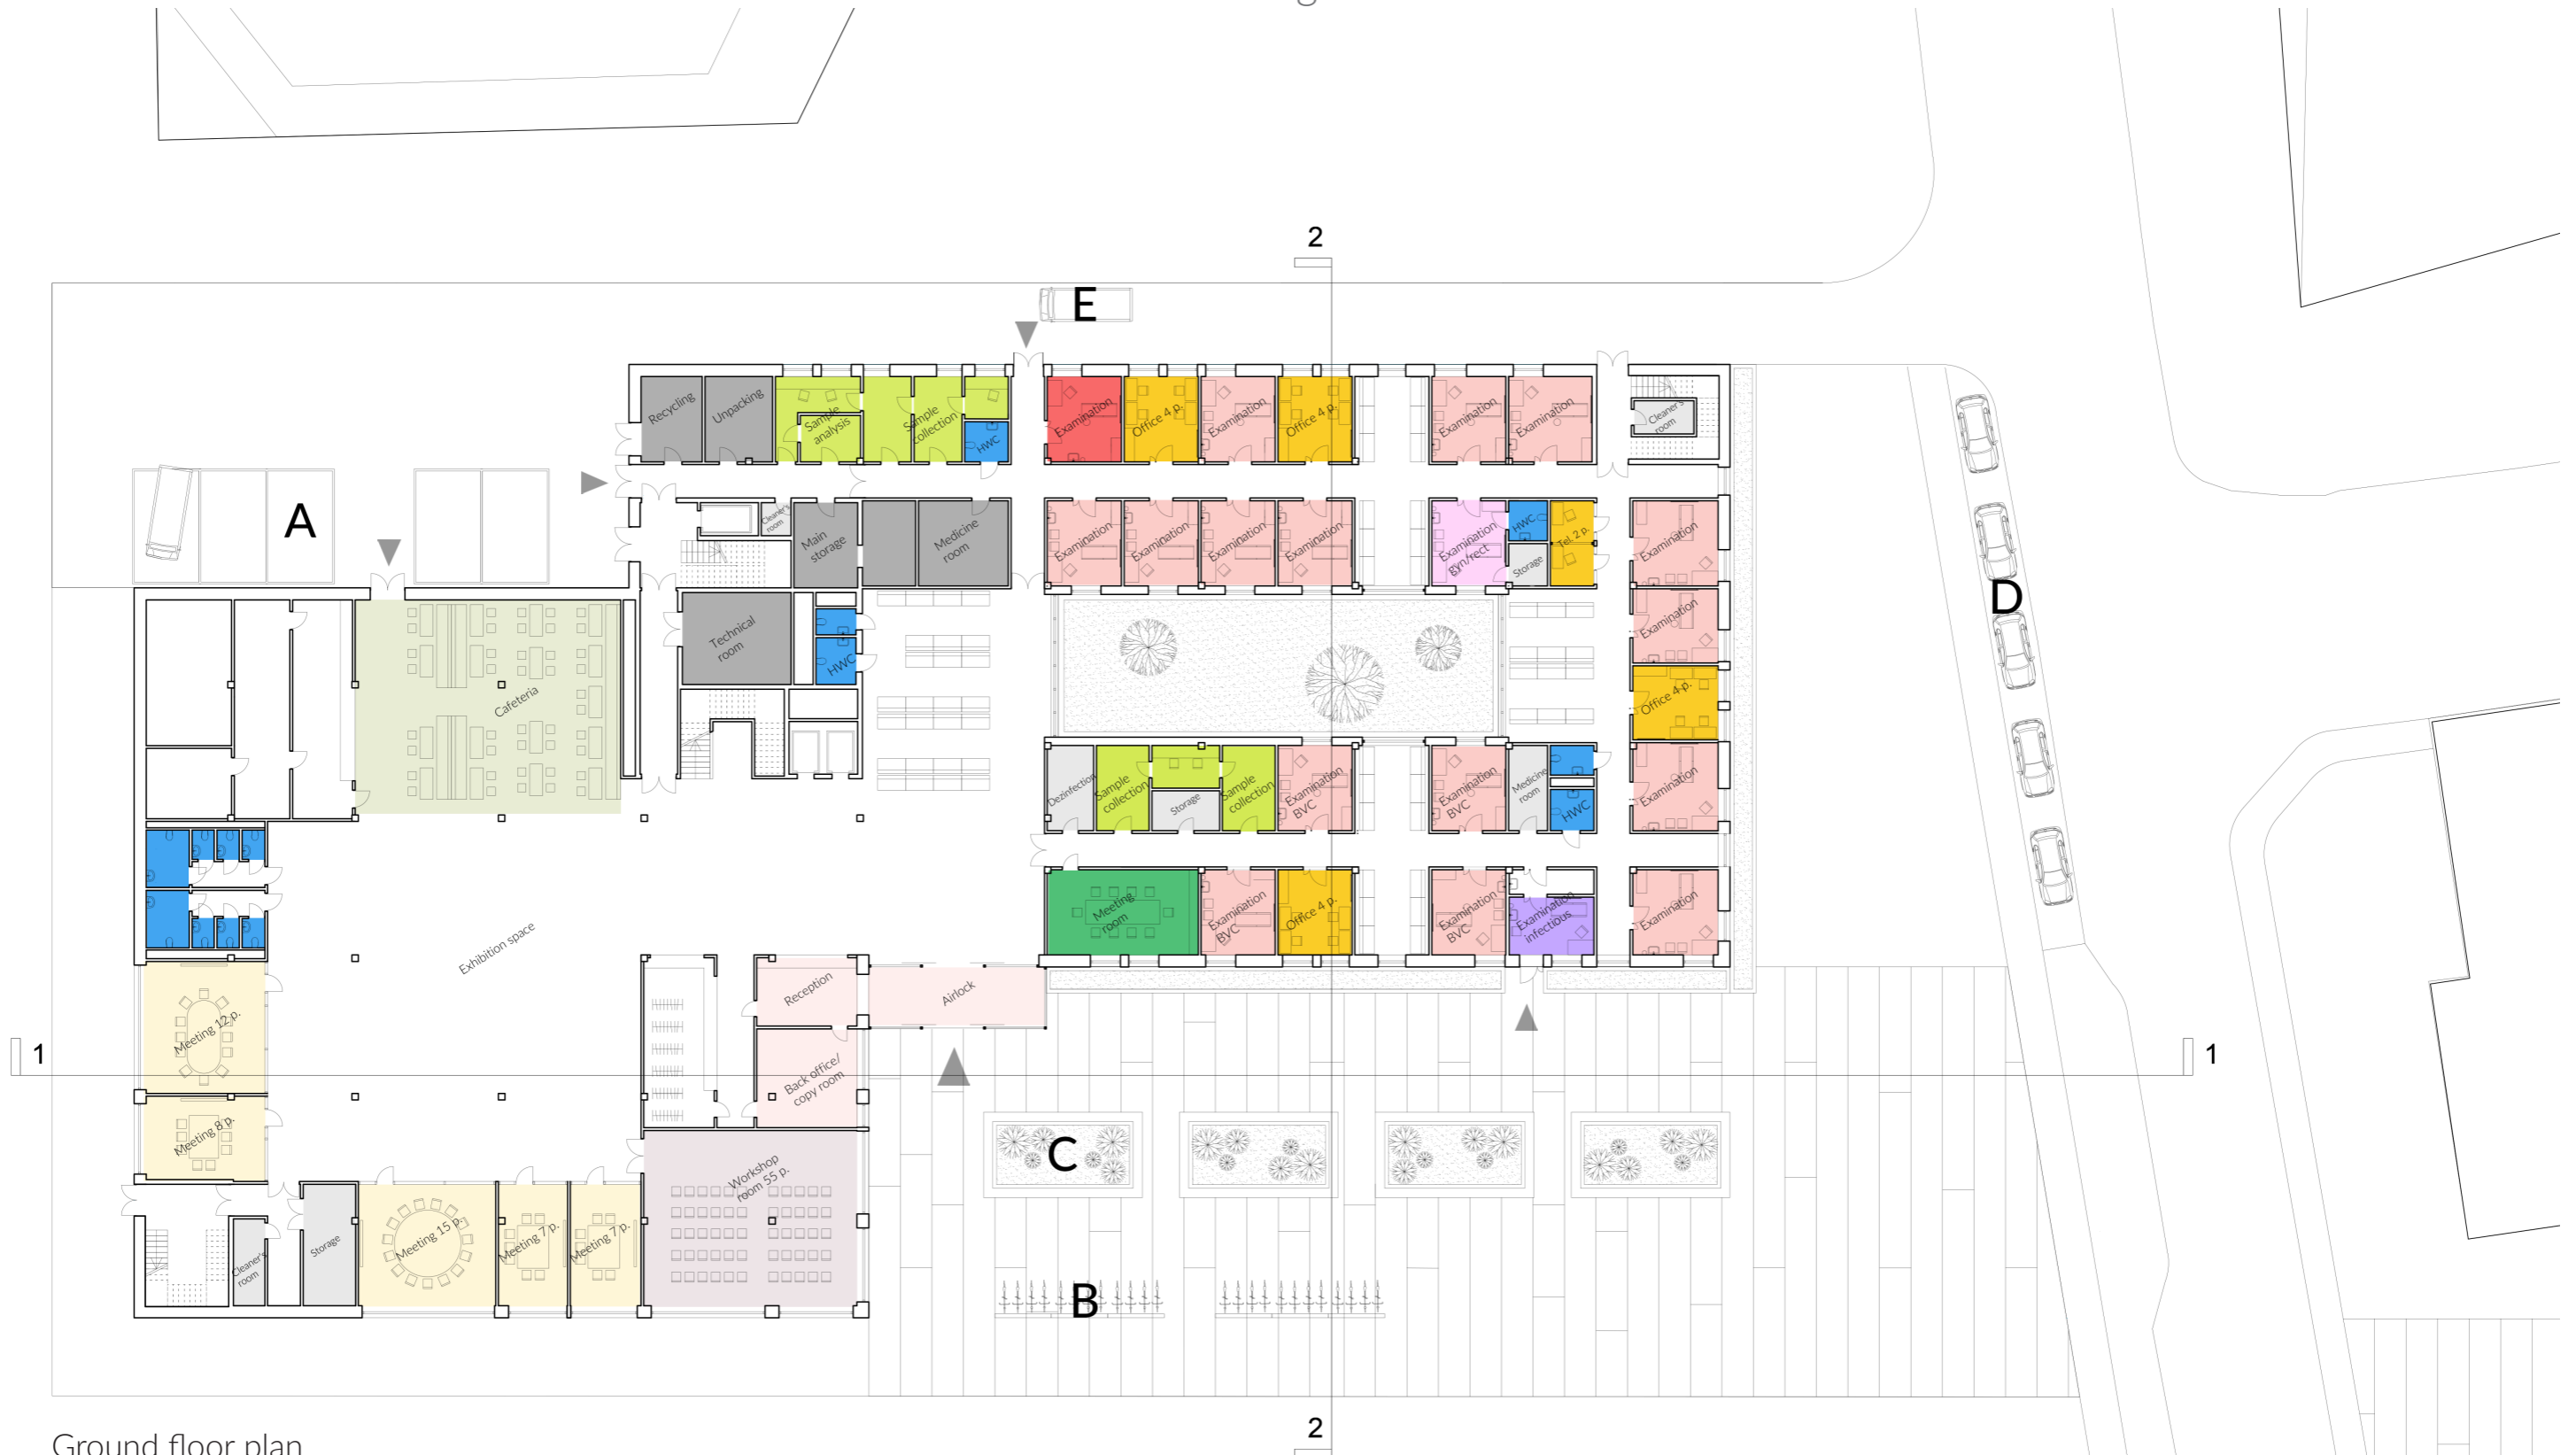 g
2
E
Recycling
Unpacking
Sample
analysis
Sample
collection
HWC
Examination
Office 4 p.
Examination
Office 4 p.
Examination
Examination
Cleaner's
room
A
Cleaner's
room
Main
storage
Medicine
room
Examination
Examination
Examination
Examination
Examination
gyn/rect
HWC
Storage
Tel. 2 p.
Examination
D
Technical
room
HWC
Cafeteria
Examination
Office 4 p.
Dezinfection
Sample
collection
Storage
Sample
collection
Examination
BVC
Examination
BVC
Medicine
room
HWC
Examination
Meeting
room
Examination
BVC
Office 4 p.
Examination
BVC
Examination
infectious
Examination
Exhibition space
Reception
Airlock
Meeting 12 p.
1
1
Back office/
copy room
Meeting 8 p.
C
Workshop
room 55 p.
Cleaner's
room
Storage
Meeting 15 p.
Meeting 7 p.
Meeting 7 p.
B
2
Ground floor plan